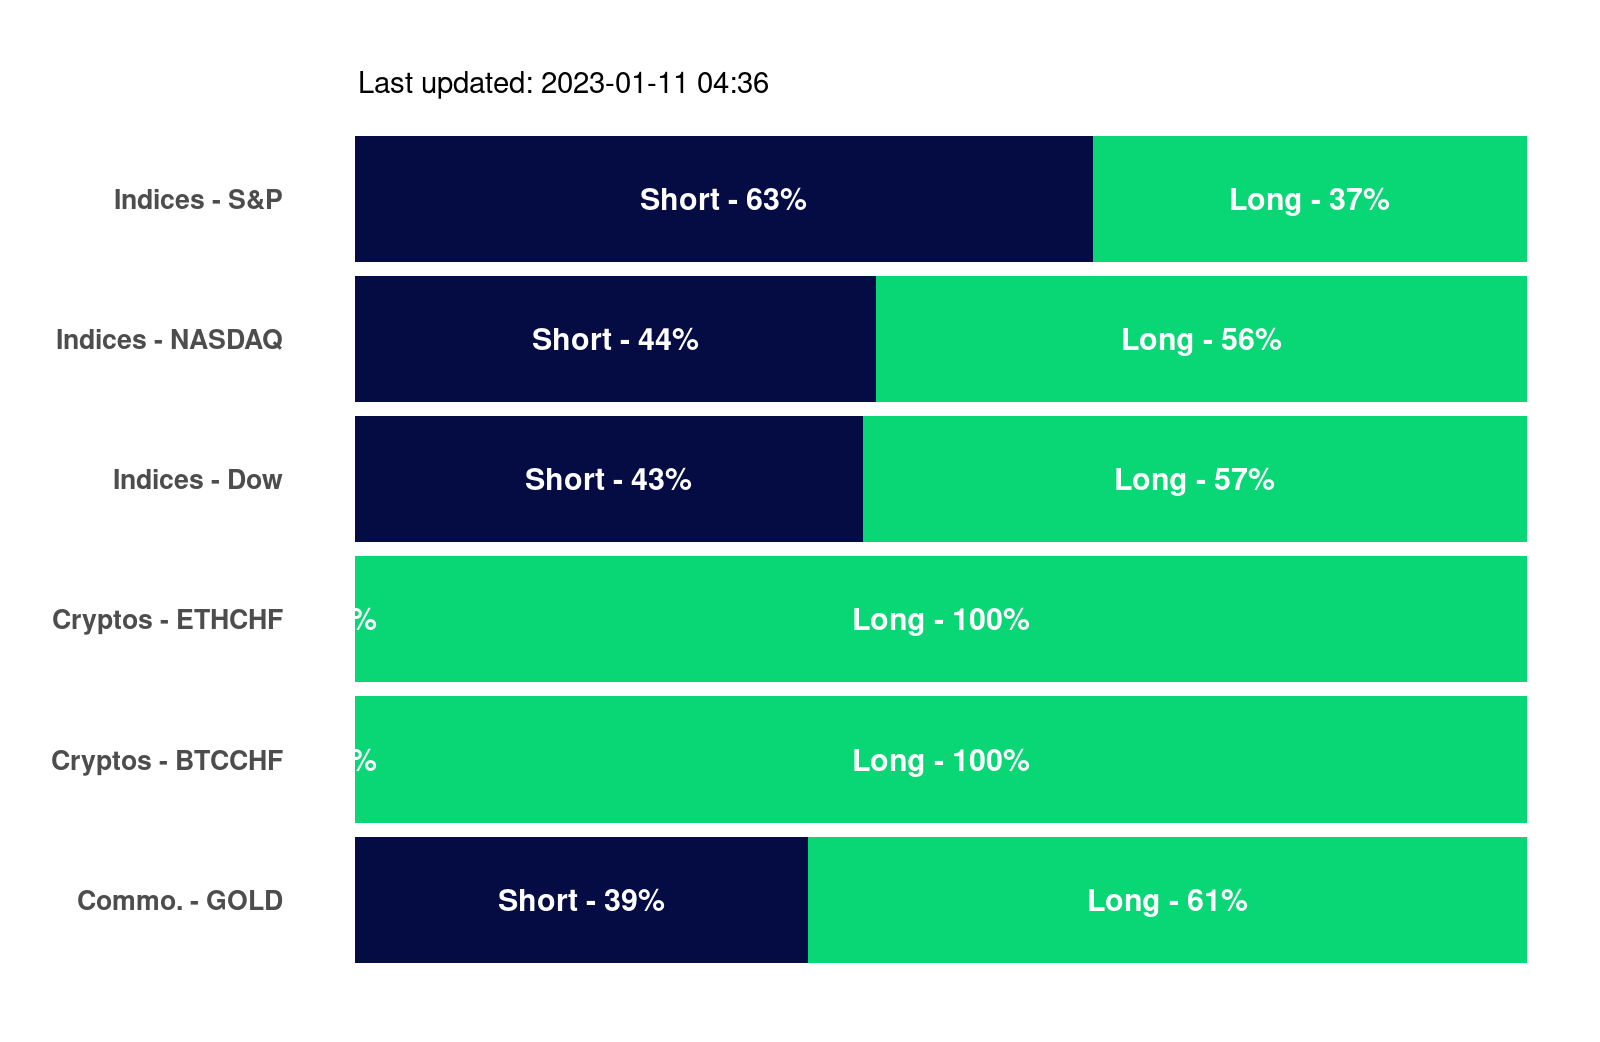 Last updated: 2023-01-11 04:36
Indices - S&P Short - 63% Long - 37%
Indices - NASDAQ Short - 44% Long - 56%
Indices - Dow Short - 43% Long - 57%
Cryptos - ETHCHF % Long - 100%
Cryptos - BTCCHF % Long - 100%
Commo. - GOLD Short - 39% Long - 61%